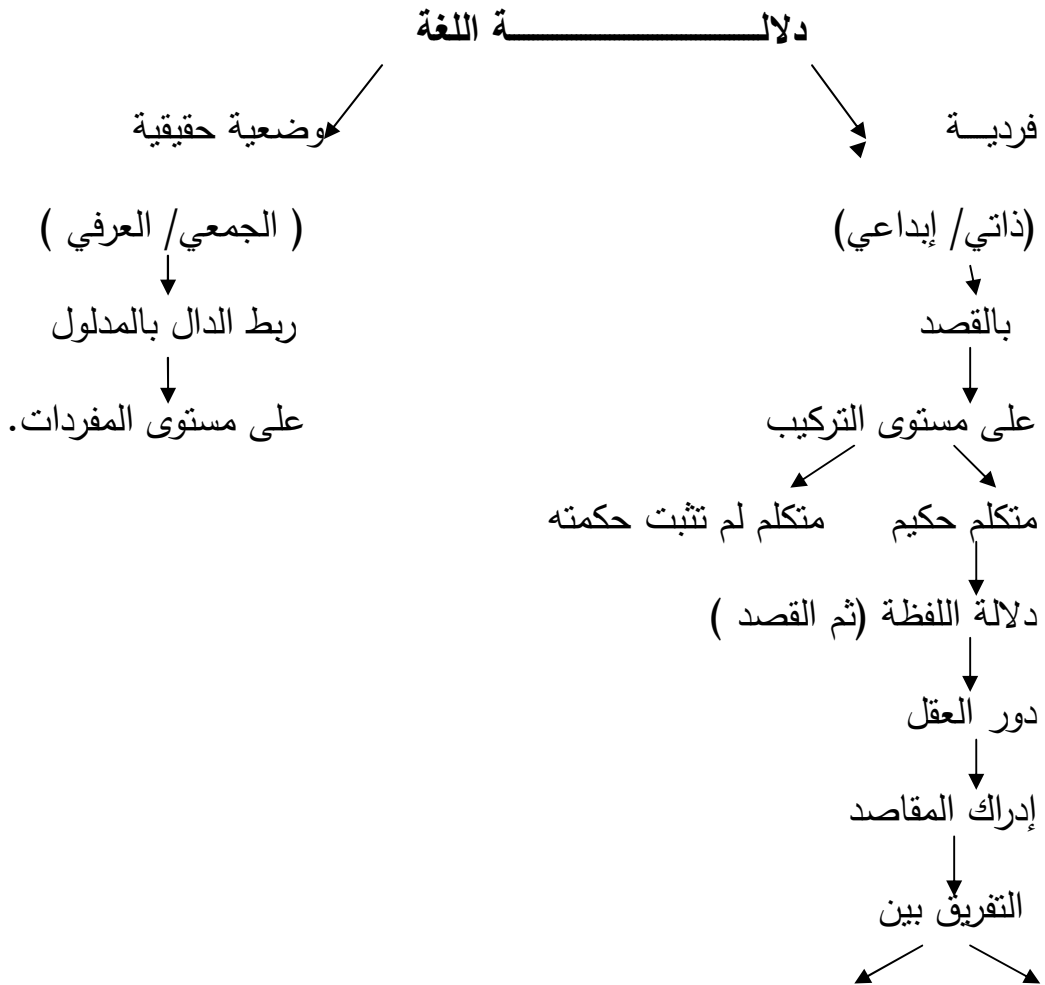 دلالـــــــــــــــــــــة اللغة
فرديـــة وضعية حقيقية
(ذاتي/ إبداعي) ( الجمعي/ العرفي )
بالقصد ربط الدال بالمدلول
على مستوى التركيب على مستوى المفردات.
متكلم حكيم متكلم لم تثبت حكمته
دلالة اللفظة (ثم القصد )
دور العقل
إدراك المقاصد
التفريق بين